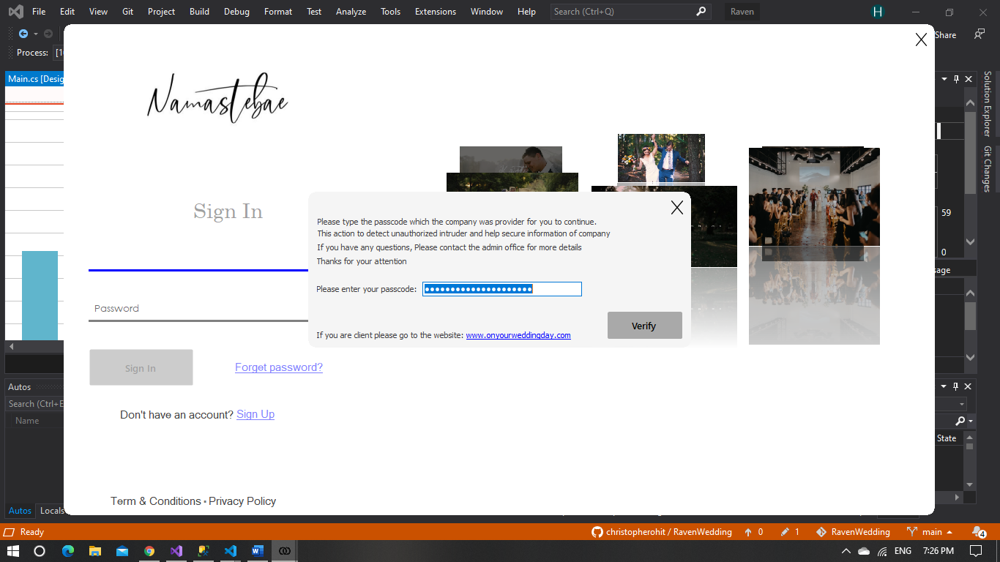 File Edit View Git Project Build Debug Format Test Analyze Tools Extensions Window Help Search (Ctrl+Q) Raven H
Share
Process:
Main.cs [Desig
Solution Explorer
Git Changes
59
0
sage
Namastebae
Sign In
Password
Sign In Forget password?
Don't have an account? Sign Up
Term & Conditions • Privacy Policy
Please type the passcode which the company was provider for you to continue.
This action to detect unauthorized intruder and help secure information of company
If you have any questions, Please contact the admin office for more details
Thanks for your attention
Please enter your passcode:
Verify
If you are client please go to the website: www.onyourweddingday.com
Autos
Search (Ctrl+E
Name
State
Autos Locals
Ready christopherohit / RavenWedding 0 1 RavenWedding main 4
ENG 7:26 PM